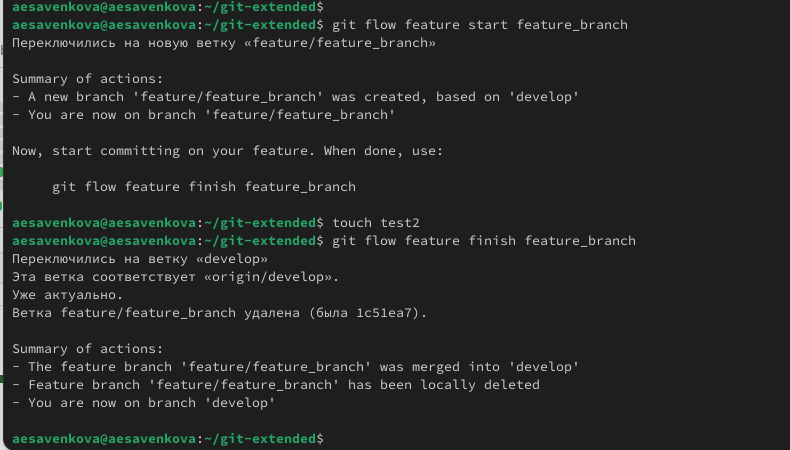 aesavenkova@aesavenkova:~/git-extended$
aesavenkova@aesavenkova:~/git-extended$ git flow feature start feature_branch
Переключились на новую ветку «feature/feature_branch»
Summary of actions:
- A new branch 'feature/feature_branch' was created, based on 'develop'
- You are now on branch 'feature/feature_branch'
Now, start committing on your feature. When done, use:
git flow feature finish feature_branch
aesavenkova@aesavenkova:~/git-extended$ touch test2
aesavenkova@aesavenkova:~/git-extended$ git flow feature finish feature_branch
Переключились на ветку «develop»
Эта ветка соответствует «origin/develop».
Уже актуально.
Ветка feature/feature_branch удалена (была 1c51ea7).
Summary of actions:
- The feature branch 'feature/feature_branch' was merged into 'develop'
- Feature branch 'feature/feature_branch' has been locally deleted
- You are now on branch 'develop'
aesavenkova@aesavenkova:~/git-extended$